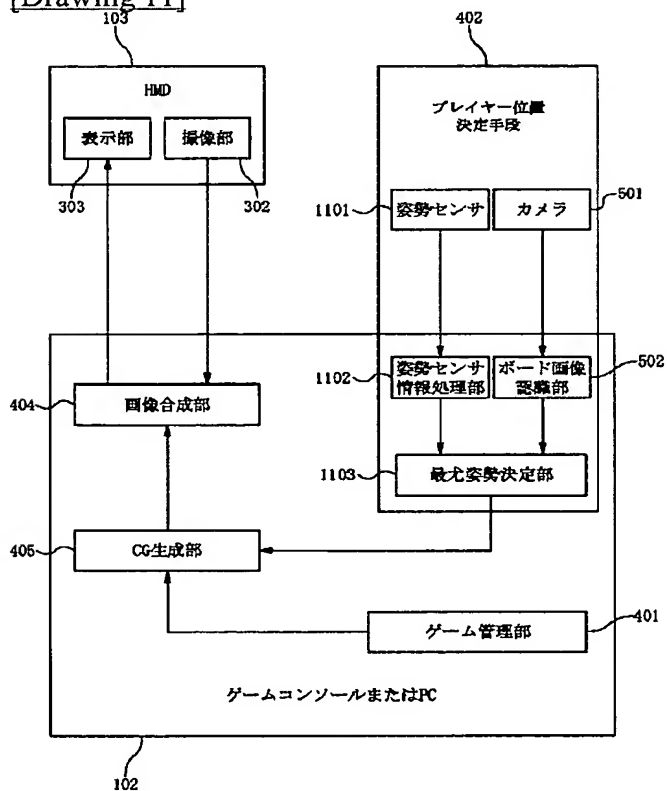 [Drawing 11]
103
402
HMD
表示部
撮像部
303
302
プレイヤー位置
決定手段
1101
姿勢センサ
カメラ
501
1102
姿勢センサ
情報処理部
ボード画像
認識部
502
404
画像合成部
1103
最尤姿勢決定部
405
CG生成部
ゲーム管理部
401
ゲームコンソールまたはPC
102